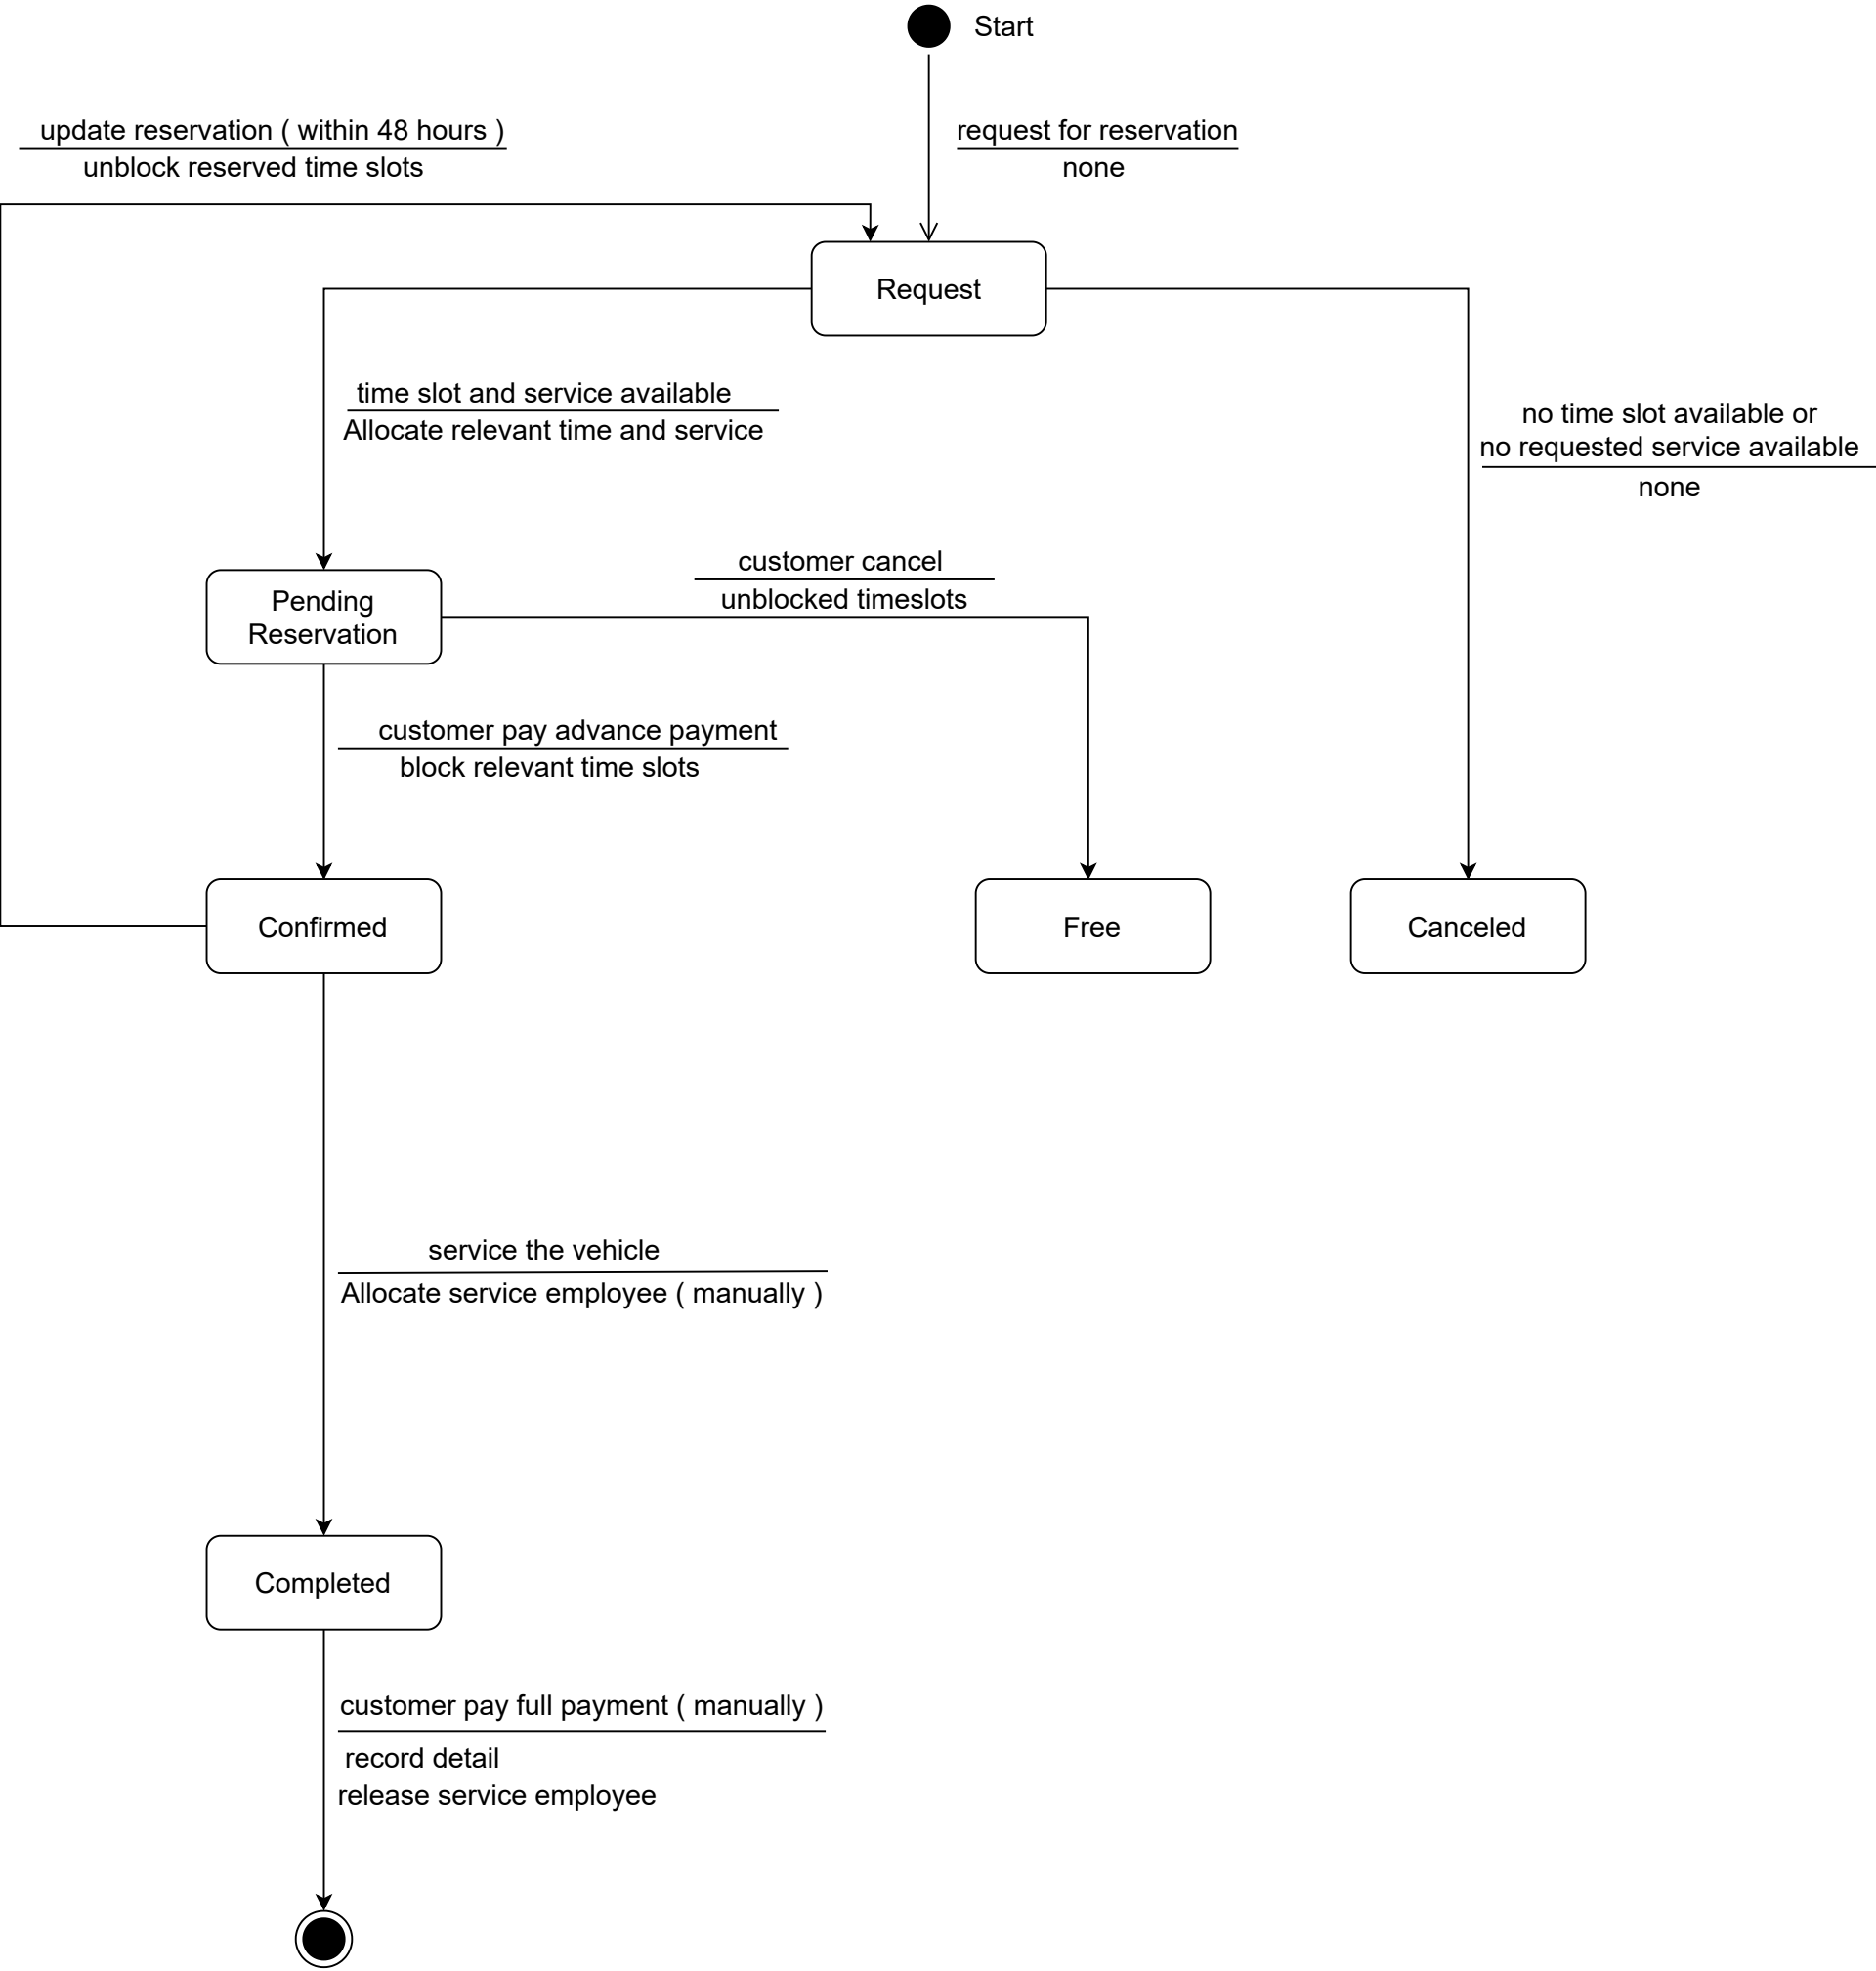 Start
update reservation ( within 48 hours )
unblock reserved time slots
request for reservation
none
Request
time slot and service available
Allocate relevant time and service
no time slot available or
no requested service available
none
customer cancel
unblocked timeslots
Pending
Reservation
customer pay advance payment
block relevant time slots
Confirmed
Free
Canceled
service the vehicle
Allocate service employee ( manually )
Completed
customer pay full payment ( manually )
record detail
release service employee